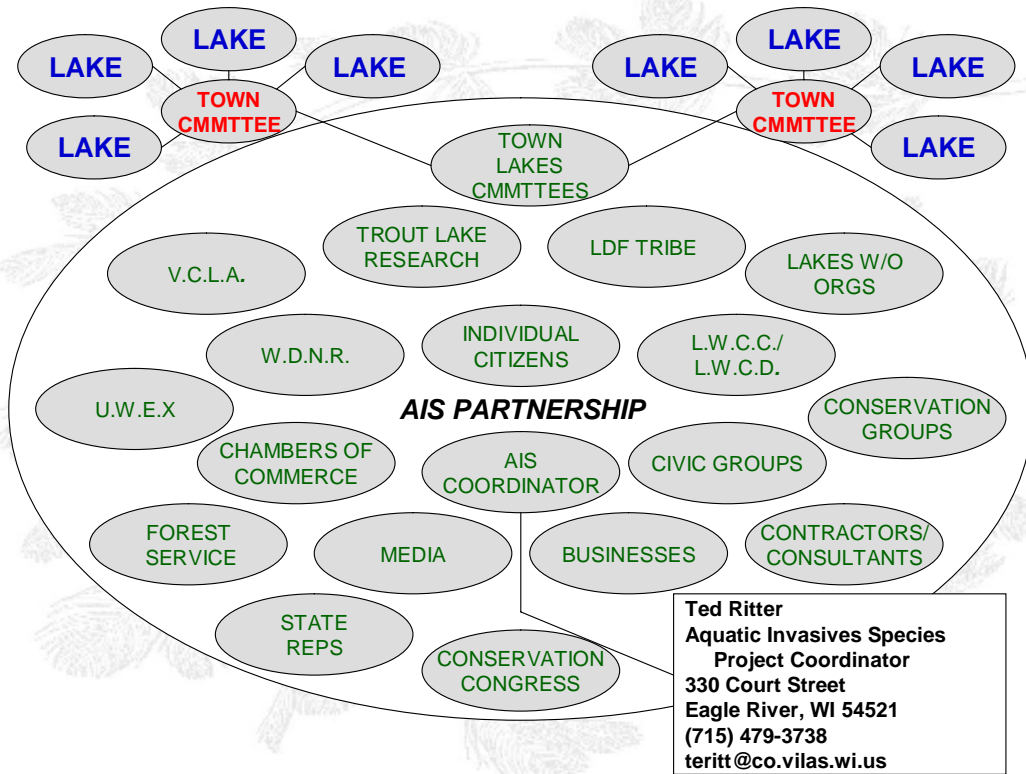 LAKE
LAKE
LAKE
LAKE
TOWN
CMMTTEE
LAKE
LAKE
LAKE
LAKE
TOWN
CMMTTEE
TOWN
LAKES
CMMTTEES
TROUT LAKE
RESEARCH
LDF TRIBE
V.C.L.A.
LAKES W/O
ORGS
W.D.N.R.
INDIVIDUAL
CITIZENS
L.W.C.C./
L.W.C.D.
U.W.E.X
AIS PARTNERSHIP
CONSERVATION
GROUPS
CHAMBERS OF
COMMERCE
AIS
COORDINATOR
CIVIC GROUPS
FOREST
SERVICE
MEDIA
BUSINESSES
CONTRACTORS/
CONSULTANTS
STATE
REPS
CONSERVATION
CONGRESS
Ted Ritter
Aquatic Invasives Species
Project Coordinator
330 Court Street
Eagle River, WI 54521
(715) 479-3738
teritt@co.vilas.wi.us